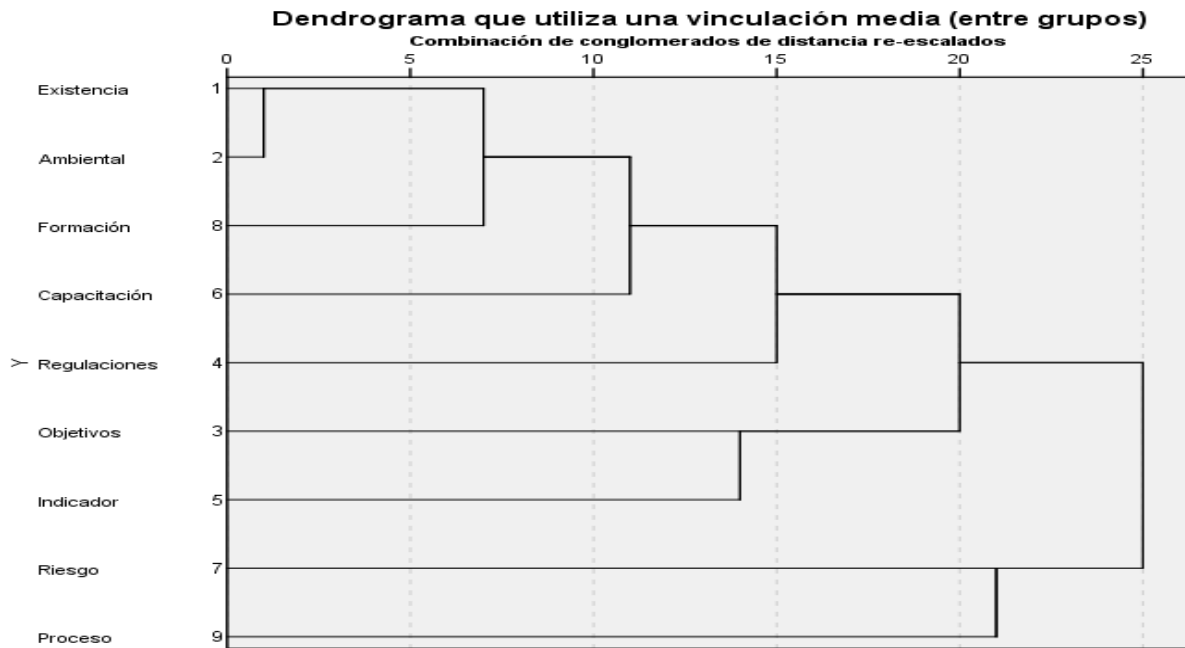 Dendrograma que utiliza una vinculación media (entre grupos)
Combinación de conglomerados de distancia re-escalados
0 5 10 15 20 25
Existencia 1
Ambiental 2
Formación 8
Capacitación 6
Y
Regulaciones 4
Objetivos 3
Indicador 5
Riesgo 7
Proceso 9